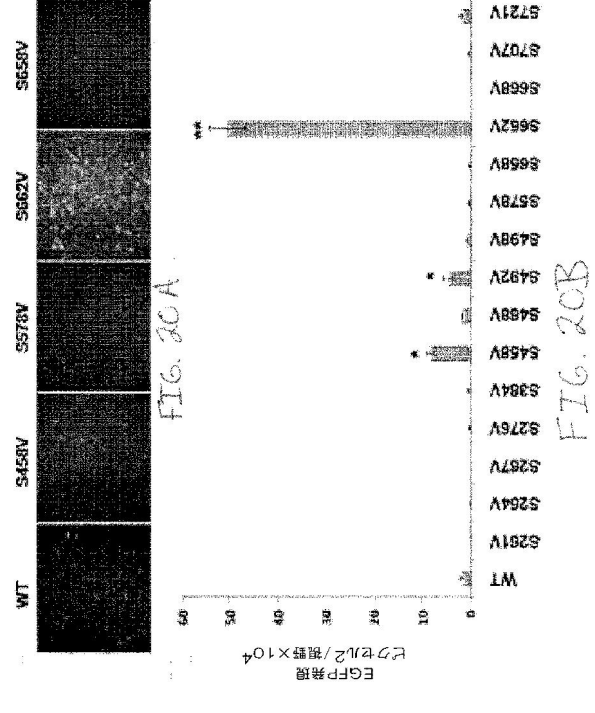 WT S458V S578V S662V S658V
FIG. 20A
EGFP発現
ピクセル²/視野×10⁴
60
50
40
30
20
10
0
*
*
**
WT S261V S264V S267V S276V S384V S458V S468V S492V S498V S578V S658V S662V S668V S707V S721V
FIG. 20B